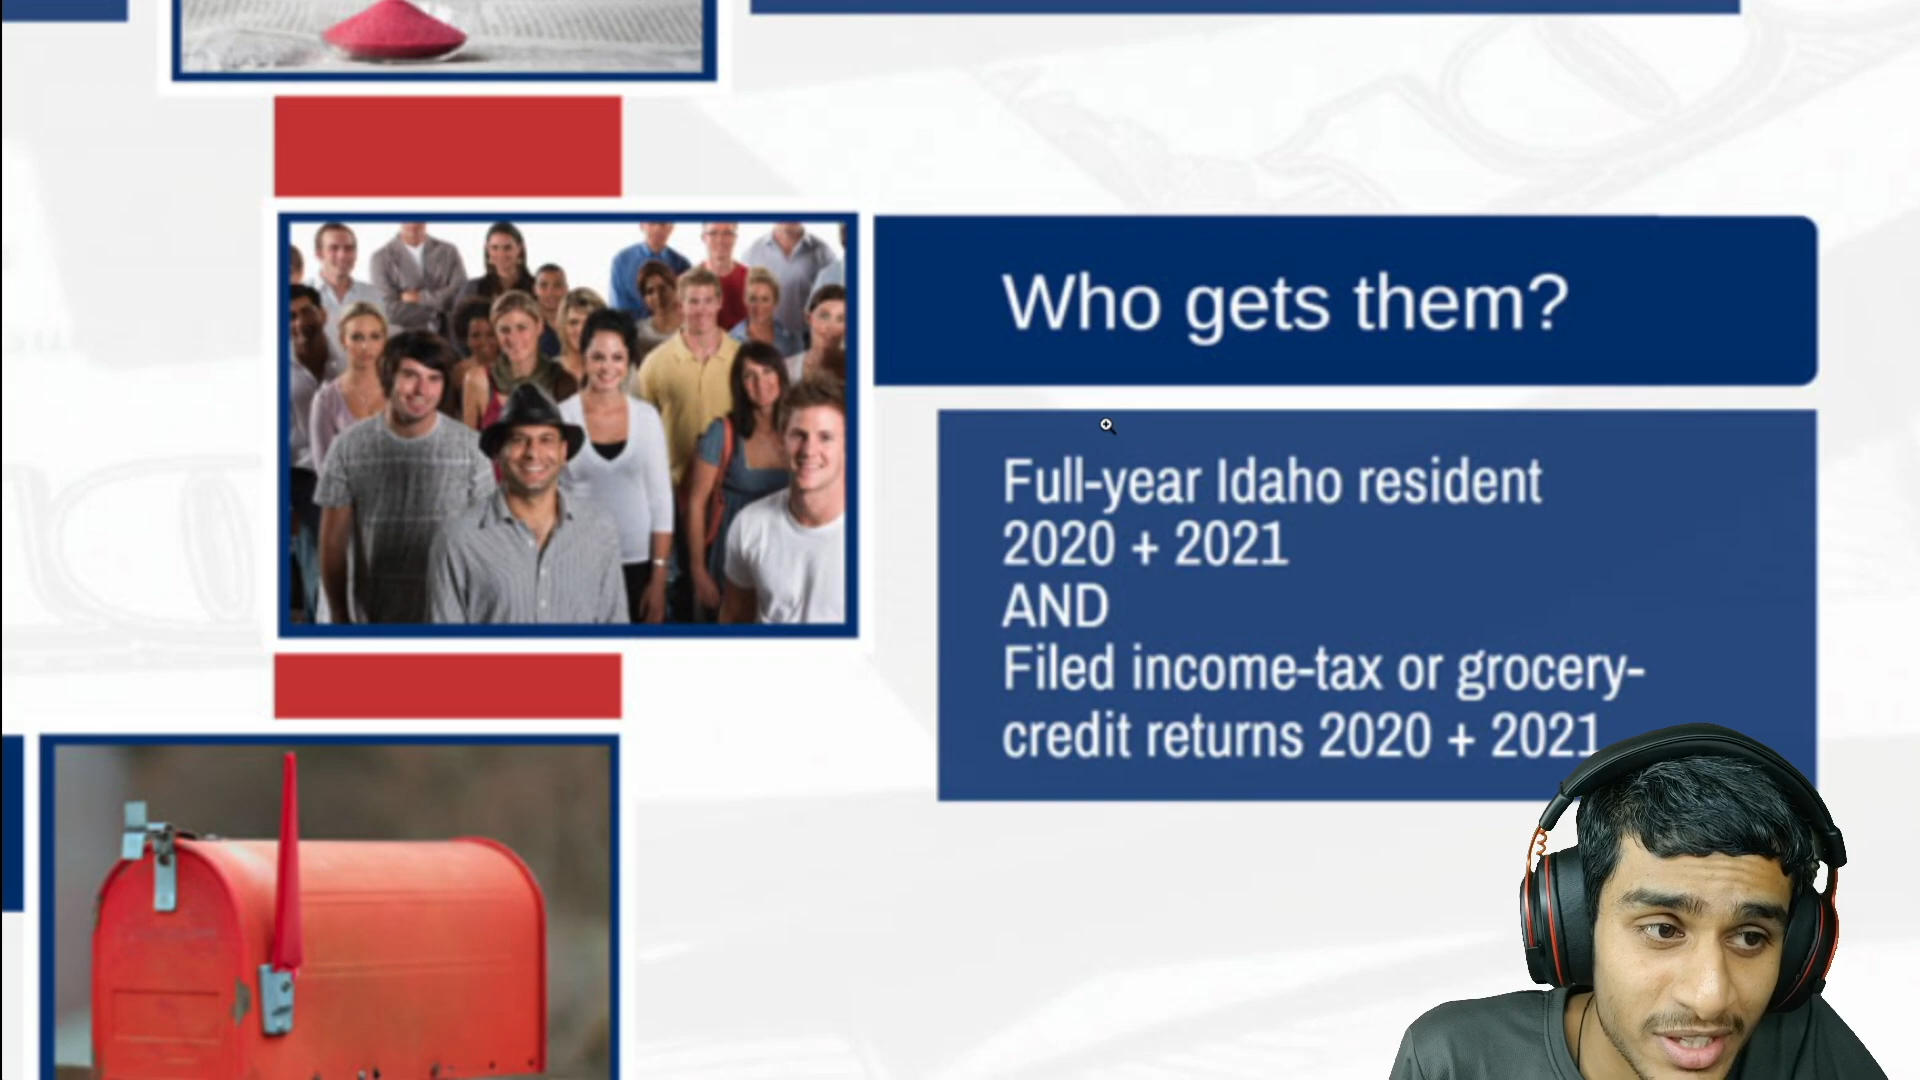 Who gets them?
Full-year Idaho resident
2020 + 2021
AND
Filed income-tax or grocery-
credit returns 2020 + 2021